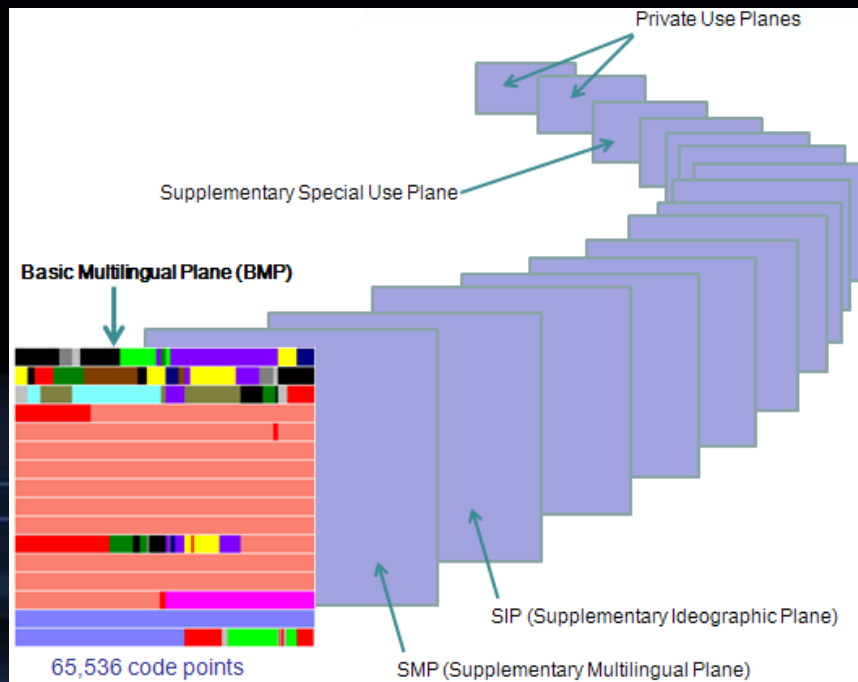 Private Use Planes
Supplementary Special Use Plane
Basic Multilingual Plane (BMP)
SIP (Supplementary Ideographic Plane)
SMP (Supplementary Multilingual Plane)
65,536 code points